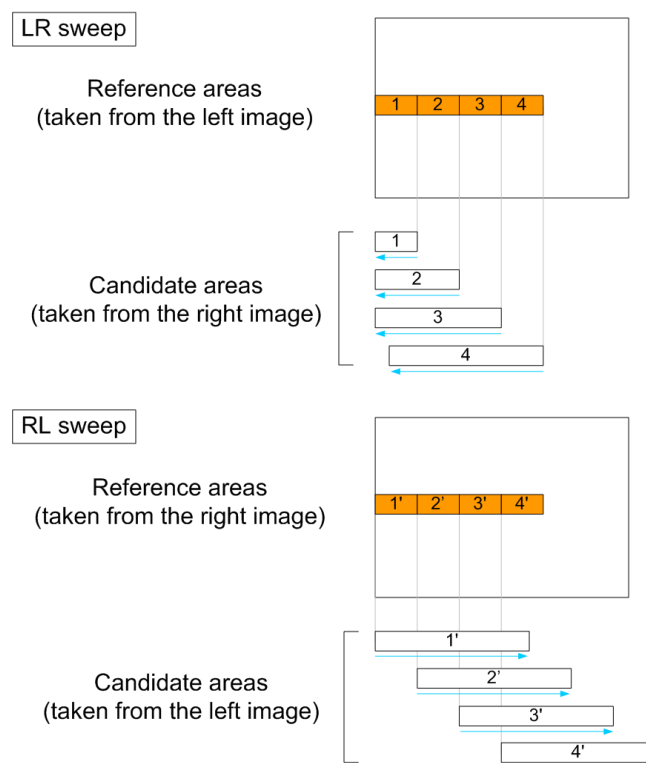 LR sweep
Reference areas
(taken from the left image)
1 2 3 4
1
2
Candidate areas
(taken from the right image)
3
4
RL sweep
Reference areas
(taken from the right image)
1' 2’ 3' 4'
1'
2’
Candidate areas
(taken from the left image)
3'
4'